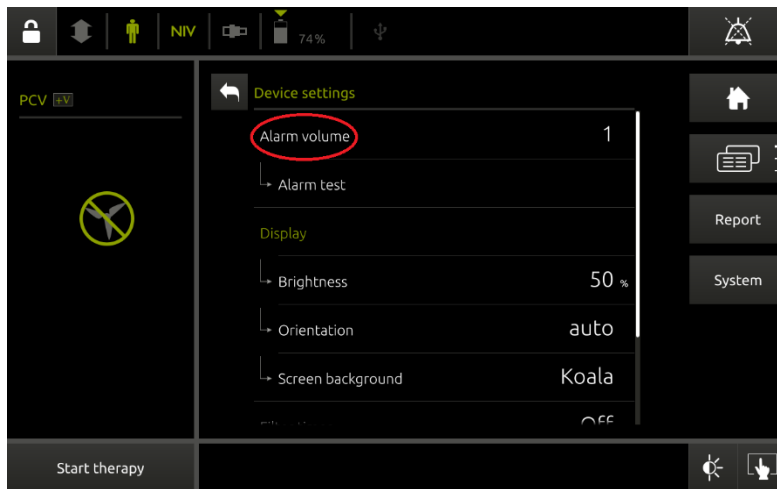 NIV
74%
PCV +V
Device settings
Alarm volume 1
Alarm test
Display
Brightness 50 %
Orientation auto
Screen background Koala
Off
Report
System
Start therapy